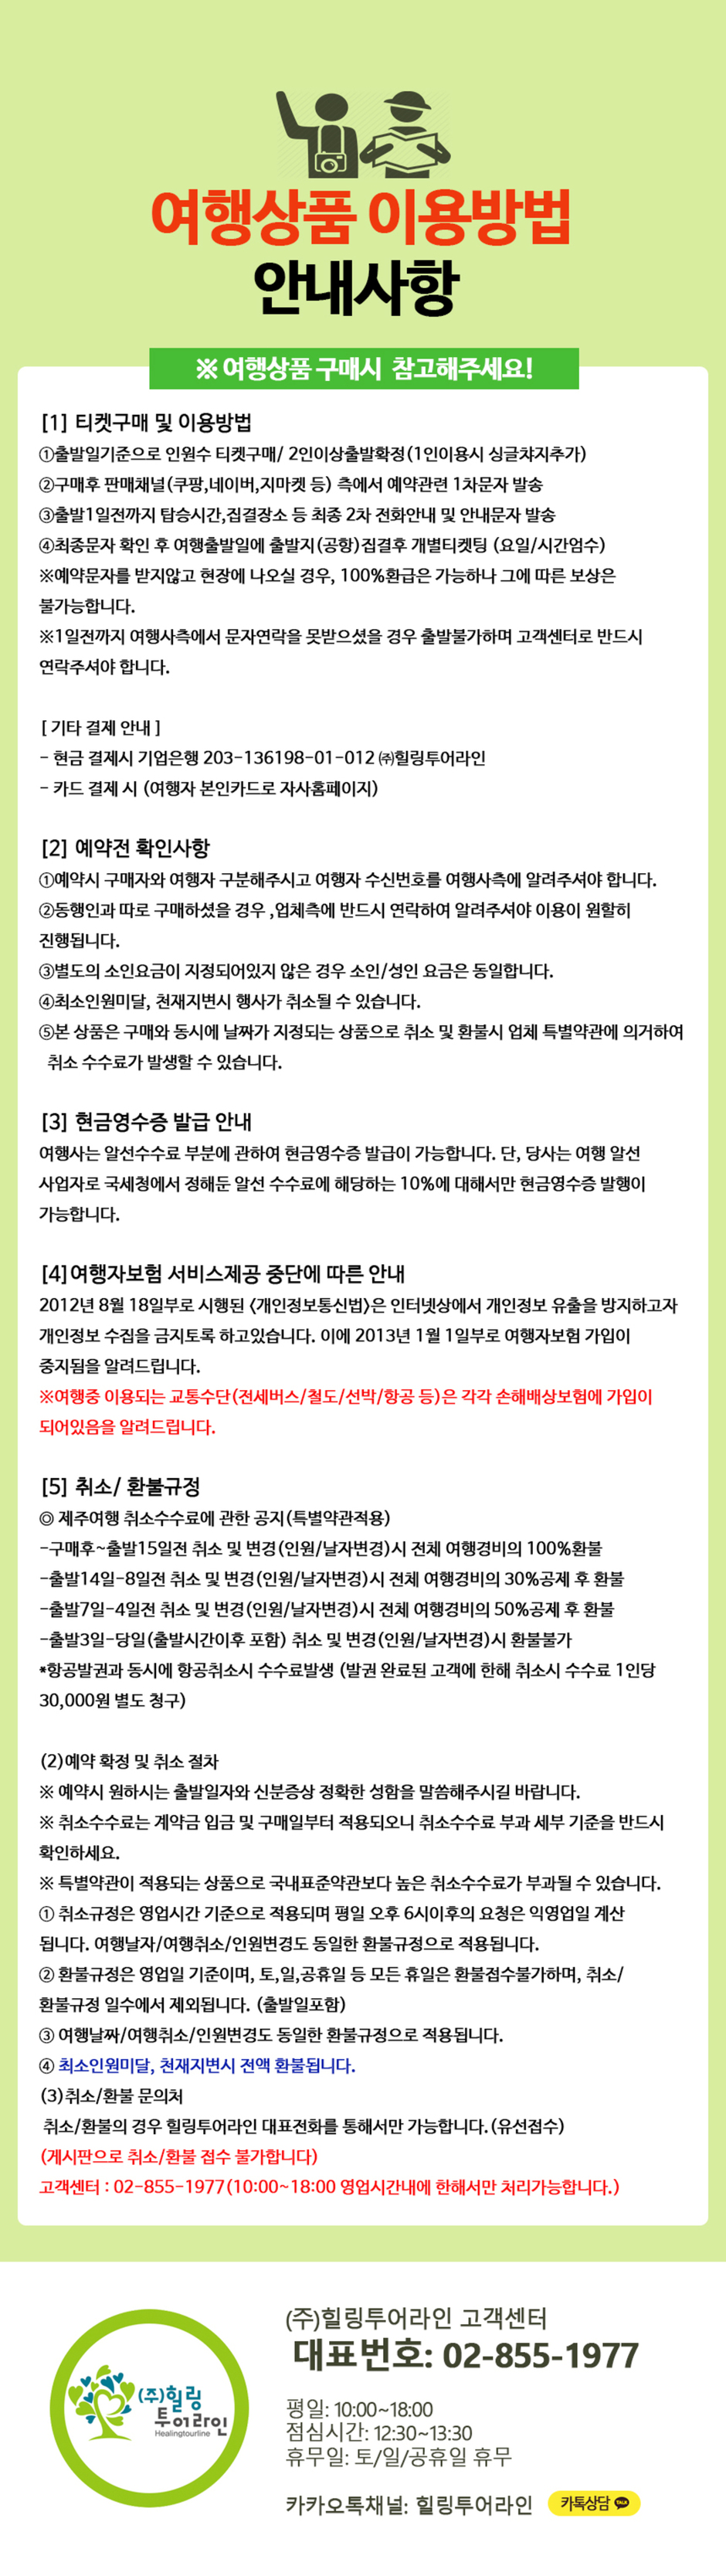 여행상품 이용방법
안내사항
※ 여행상품 구매시 참고해주세요!
[1] 티켓구매 및 이용방법
①출발일기준으로 인원수 티켓구매/ 2인이상출발확정(1인이용시 싱글챠지추가)
②구매후 판매채널(쿠팡,네이버,지마켓 등) 측에서 예약관련 1차문자 발송
③출발1일전까지 탑승시간,집결장소 등 최종 2차 전화안내 및 안내문자 발송
④최종문자 확인 후 여행출발일에 출발지(공항)집결후 개별티켓팅 (요일/시간엄수)
※예약문자를 받지않고 현장에 나오실 경우, 100%환급은 가능하나 그에 따른 보상은
불가능합니다.
※1일전까지 여행사측에서 문자연락을 못받으셨을 경우 출발불가하며 고객센터로 반드시
연락주셔야 합니다.
[ 기타 결제 안내 ]
- 현금 결제시 기업은행 203-136198-01-012 ㈜힐링투어라인
- 카드 결제 시 (여행자 본인카드로 자사홈페이지)
[2] 예약전 확인사항
①예약시 구매자와 여행자 구분해주시고 여행자 수신번호를 여행사측에 알려주셔야 합니다.
②동행인과 따로 구매하셨을 경우 ,업체측에 반드시 연락하여 알려주셔야 이용이 원할히
진행됩니다.
③별도의 소인요금이 지정되어있지 않은 경우 소인/성인 요금은 동일합니다.
④최소인원미달, 천재지변시 행사가 취소될 수 있습니다.
⑤본 상품은 구매와 동시에 날짜가 지정되는 상품으로 취소 및 환불시 업체 특별약관에 의거하여
취소 수수료가 발생할 수 있습니다.
[3] 현금영수증 발급 안내
여행사는 알선수수료 부분에 관하여 현금영수증 발급이 가능합니다. 단, 당사는 여행 알선
사업자로 국세청에서 정해둔 알선 수수료에 해당하는 10%에 대해서만 현금영수증 발행이
가능합니다.
[4]여행자보험 서비스제공 중단에 따른 안내
2012년 8월 18일부로 시행된 <개인정보통신법>은 인터넷상에서 개인정보 유출을 방지하고자
개인정보 수집을 금지토록 하고있습니다. 이에 2013년 1월 1일부로 여행자보험 가입이
중지됨을 알려드립니다.
※여행중 이용되는 교통수단(전세버스/철도/선박/항공 등)은 각각 손해배상보험에 가입이
되어있음을 알려드립니다.
[5] 취소/ 환불규정
◎ 제주여행 취소수수료에 관한 공지(특별약관적용)
-구매후~출발15일전 취소 및 변경(인원/날자변경)시 전체 여행경비의 100%환불
-출발14일-8일전 취소 및 변경(인원/날자변경)시 전체 여행경비의 30%공제 후 환불
-출발7일-4일전 취소 및 변경(인원/날자변경)시 전체 여행경비의 50%공제 후 환불
-출발3일-당일(출발시간이후 포함) 취소 및 변경(인원/날자변경)시 환불불가
*항공발권과 동시에 항공취소시 수수료발생 (발권 완료된 고객에 한해 취소시 수수료 1인당
30,000원 별도 청구)
(2)예약 확정 및 취소 절차
※ 예약시 원하시는 출발일자와 신분증상 정확한 성함을 말씀해주시길 바랍니다.
※ 취소수수료는 계약금 입금 및 구매일부터 적용되오니 취소수수료 부과 세부 기준을 반드시
확인하세요.
※ 특별약관이 적용되는 상품으로 국내표준약관보다 높은 취소수수료가 부과될 수 있습니다.
① 취소규정은 영업시간 기준으로 적용되며 평일 오후 6시이후의 요청은 익영업일 계산
됩니다. 여행날자/여행취소/인원변경도 동일한 환불규정으로 적용됩니다.
② 환불규정은 영업일 기준이며, 토,일,공휴일 등 모든 휴일은 환불접수불가하며, 취소/
환불규정 일수에서 제외됩니다. (출발일포함)
③ 여행날짜/여행취소/인원변경도 동일한 환불규정으로 적용됩니다.
④ 최소인원미달, 천재지변시 전액 환불됩니다.
(3)취소/환불 문의처
취소/환불의 경우 힐링투어라인 대표전화를 통해서만 가능합니다.(유선접수)
(게시판으로 취소/환불 접수 불가합니다)
고객센터 : 02-855-1977(10:00~18:00 영업시간내에 한해서만 처리가능합니다.)
(주)힐링투어라인 고객센터
대표번호: 02-855-1977
(주)힐링
투어라인
Healingtourline
평일: 10:00~18:00
점심시간: 12:30~13:30
휴무일: 토/일/공휴일 휴무
카카오톡채널: 힐링투어라인 카톡상담 TALK